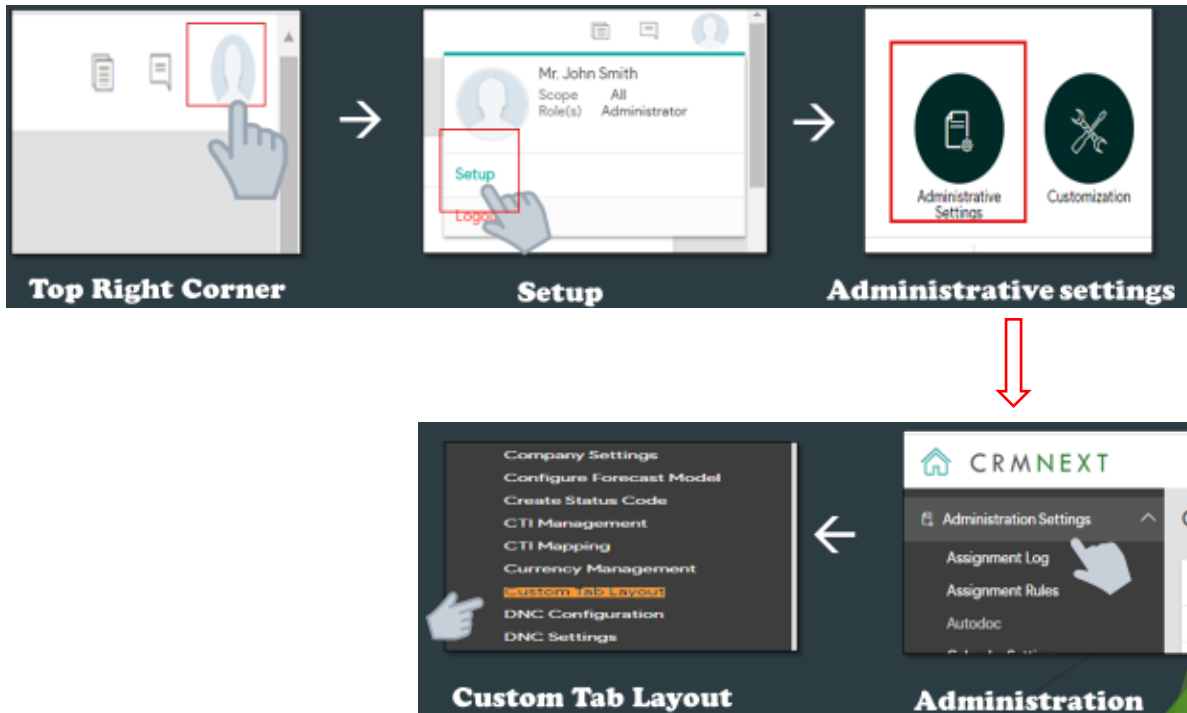 Mr. John Smith
Scope All
Role(s) Administrator
Setup
Administrative
Settings
Customization
Top Right Corner
Setup
Administrative settings
Company Settings
Configure Forecast Model
Create Status Code
CTI Management
CTI Mapping
Currency Management
Custom Tab Layout
DNC Configuration
DNC Settings
CRMNEXT
Administration Settings
Assignment Log
Assignment Rules
Autodoc
Custom Tab Layout
Administration